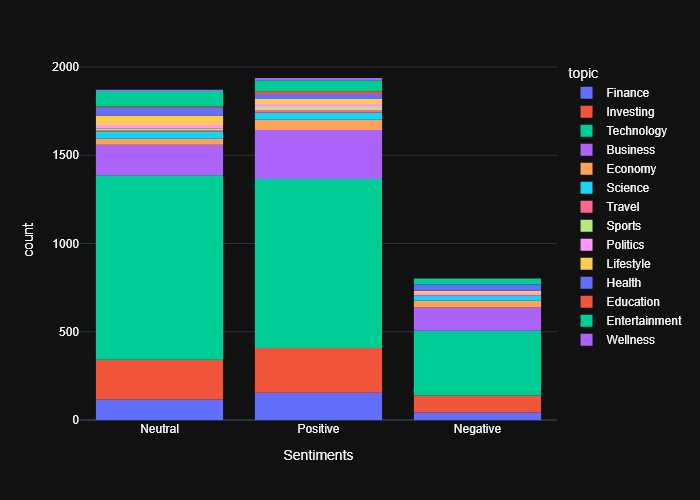 2000
1500
1000
500
0
count
Neutral
Positive
Negative
Sentiments
topic
Finance
Investing
Technology
Business
Economy
Science
Travel
Sports
Politics
Lifestyle
Health
Education
Entertainment
Wellness